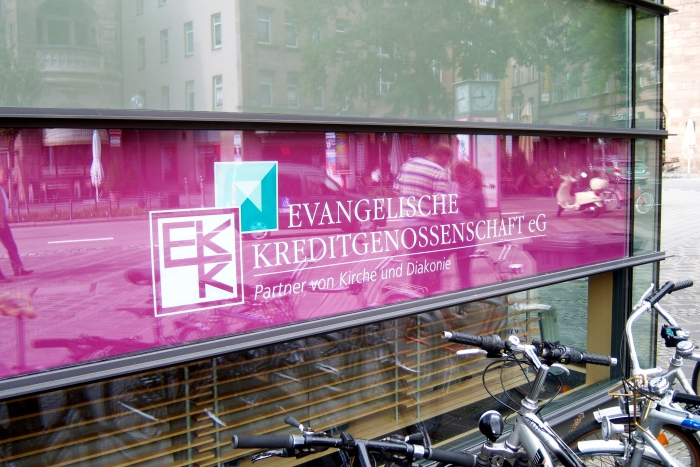 EKK
EVANGELISCHE
KREDITGENOSSENSCHAFT eG
Partner von Kirche und Diakonie